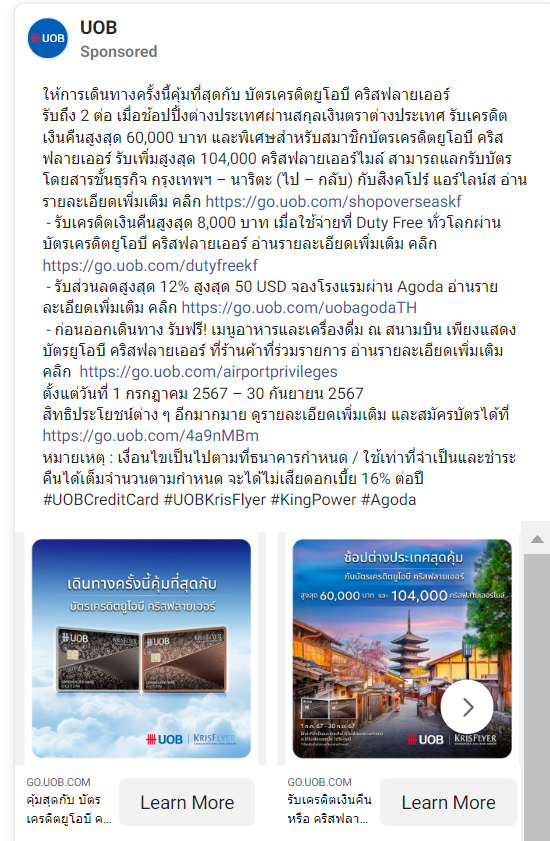 UOB
Sponsored
ให้การเดินทางครั้งนี้คุ้มที่สุดกับ บัตรเครดิตยูโอบี คริสฟลายเออร์
รับถึง 2 ต่อ เมื่อช้อปปิ้งต่างประเทศผ่านสกุลเงินตราต่างประเทศ รับเครดิต
เงินคืนสูงสุด 60,000 บาท และพิเศษสำหรับสมาชิกบัตรเครดิตยูโอบี คริส
ฟลายเออร์ รับเพิ่มสูงสุด 104,000 คริสฟลายเออร์ไมล์ สามารถแลกรับบัตร
โดยสารชั้นธุรกิจ กรุงเทพฯ – นาริตะ (ไป – กลับ) กับสิงคโปร์ แอร์ไลน์ส อ่าน
รายละเอียดเพิ่มเติม คลิก https://go.uob.com/shopoverseaskf
- รับเครดิตเงินคืนสูงสุด 8,000 บาท เมื่อใช้จ่ายที่ Duty Free ทั่วโลกผ่าน
บัตรเครดิตยูโอบี คริสฟลายเออร์ อ่านรายละเอียดเพิ่มเติม คลิก
https://go.uob.com/dutyfreekf
- รับส่วนลดสูงสุด 12% สูงสุด 50 USD จองโรงแรมผ่าน Agoda อ่านราย
ละเอียดเพิ่มเติม คลิก https://go.uob.com/uobagodaTH
- ก่อนออกเดินทาง รับฟรี! เมนูอาหารและเครื่องดื่ม ณ สนามบิน เพียงแสดง
บัตรยูโอบี คริสฟลายเออร์ ที่ร้านค้าที่ร่วมรายการ อ่านรายละเอียดเพิ่มเติม
คลิก https://go.uob.com/airportprivileges
ตั้งแต่วันที่ 1 กรกฎาคม 2567 – 30 กันยายน 2567
สิทธิประโยชน์ต่าง ๆ อีกมากมาย ดูรายละเอียดเพิ่มเติม และสมัครบัตรได้ที่
https://go.uob.com/4a9nMBm
หมายเหตุ : เงื่อนไขเป็นไปตามที่ธนาคารกำหนด / ใช้เท่าที่จำเป็นและชำระ
คืนได้เต็มจำนวนตามกำหนด จะได้ไม่เสียดอกเบี้ย 16% ต่อปี
#UOBCreditCard #UOBKrisFlyer #KingPower #Agoda
เดินทางครั้งนี้คุ้มที่สุดกับ
บัตรเครดิตยูโอบี คริสฟลายเออร์
UOB KRISFLYER
UOB KRISFLYER
UOB KRISFLYER
ช้อปต่างประเทศสุดคุ้ม
กับบัตรเครดิตยูโอบี คริสฟลายเออร์
สูงสุด 60,000 บาท และ 104,000 คริสฟลายเออร์ไมล์
1 ก.ค. 67 - 30 ก.ย. 67
UOB KRISFLYER
GO.UOB.COM
คุ้มสุดกับ บัตร
เครดิตยูโอบี ค...
Learn More
GO.UOB.COM
รับเครดิตเงินคืน
หรือ คริสฟลา...
Learn More